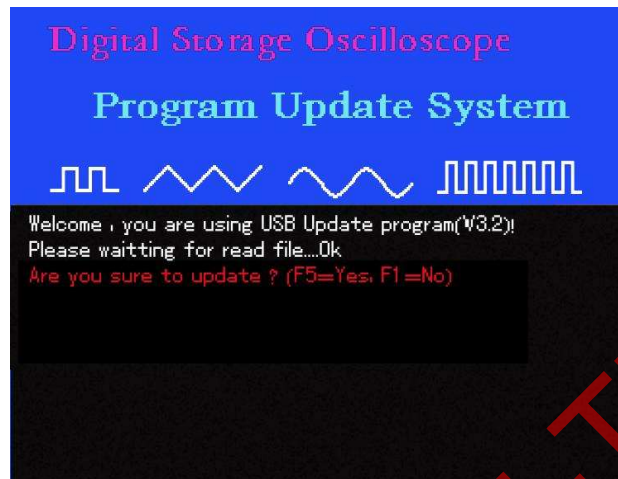 Digital Storage Oscilloscope
Program Update System
Welcome , you are using USB Update program(V3.2)!
Please waitting for read file....Ok
Are you sure to update ? (F5=Yes, F1=No)